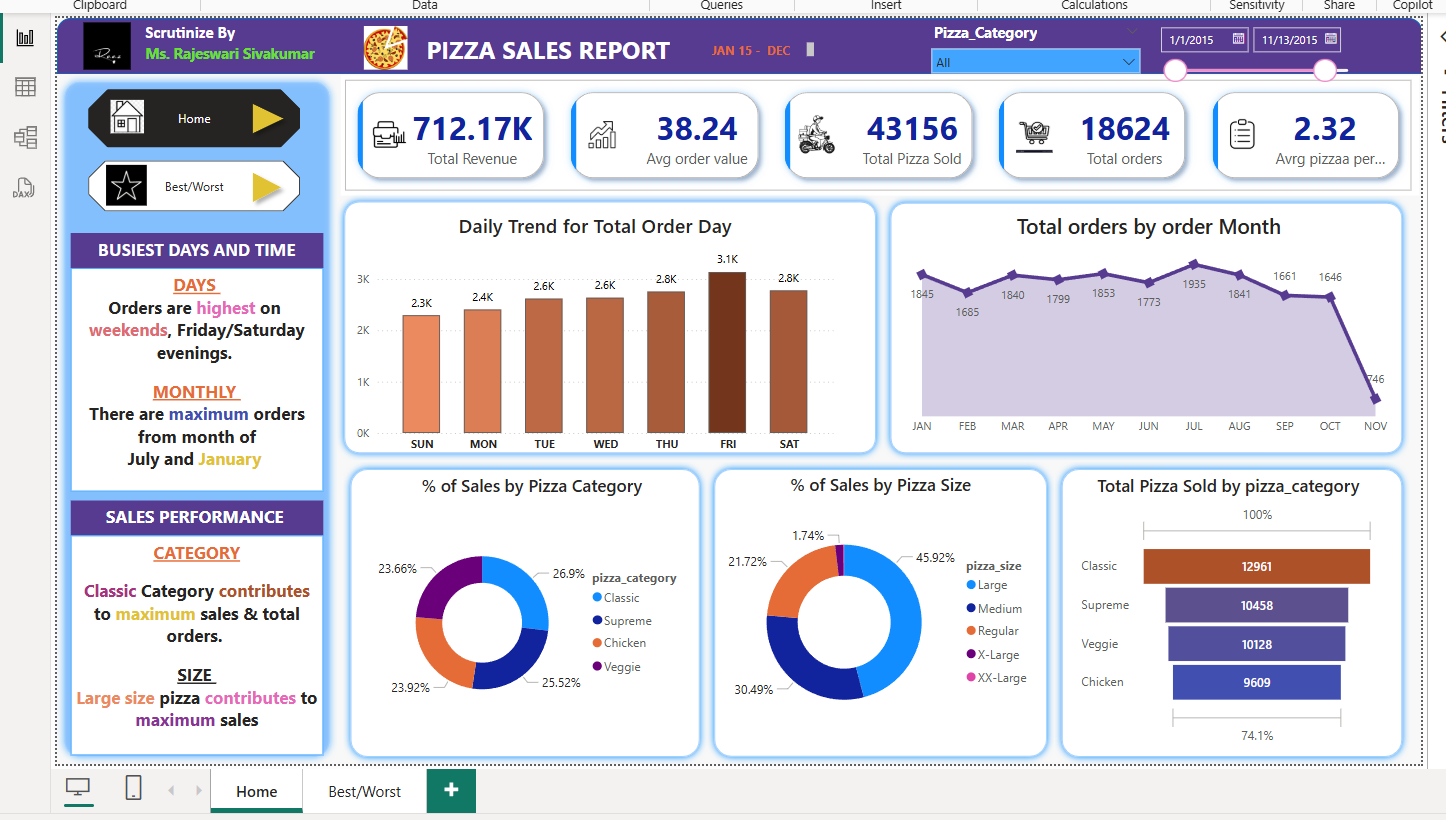 Clipboard Data Queries Insert Calculations Sensitivity Share Copilot
Scrutinize By
Ms. Rajeswari Sivakumar
PIZZA SALES REPORT
JAN 15 - DEC
Pizza_Category
All
1/1/2015 11/13/2015
Home
Best/Worst
712.17K
Total Revenue
38.24
Avg order value
43156
Total Pizza Sold
18624
Total orders
2.32
Avrg pizzaa per...
BUSIEST DAYS AND TIME
DAYS
Orders are highest on
weekends, Friday/Saturday
evenings.
MONTHLY
There are maximum orders
from month of
July and January
SALES PERFORMANCE
CATEGORY
Classic Category contributes
to maximum sales & total
orders.
SIZE
Large size pizza contributes to
maximum sales
Daily Trend for Total Order Day
3K
2K
1K
0K
2.3K 2.4K 2.6K 2.6K 2.8K 3.1K 2.8K
SUN MON TUE WED THU FRI SAT
Total orders by order Month
1845 1685 1840 1799 1853 1773 1935 1841 1661 1646 746
JAN FEB MAR APR MAY JUN JUL AUG SEP OCT NOV
% of Sales by Pizza Category
23.66%
26.9%
23.92%
25.52%
pizza_category
Classic
Supreme
Chicken
Veggie
% of Sales by Pizza Size
1.74%
21.72%
45.92%
30.49%
pizza_size
Large
Medium
Regular
X-Large
XX-Large
Total Pizza Sold by pizza_category
100%
Classic 12961
Supreme 10458
Veggie 10128
Chicken 9609
74.1%
DAX
Home Best/Worst +